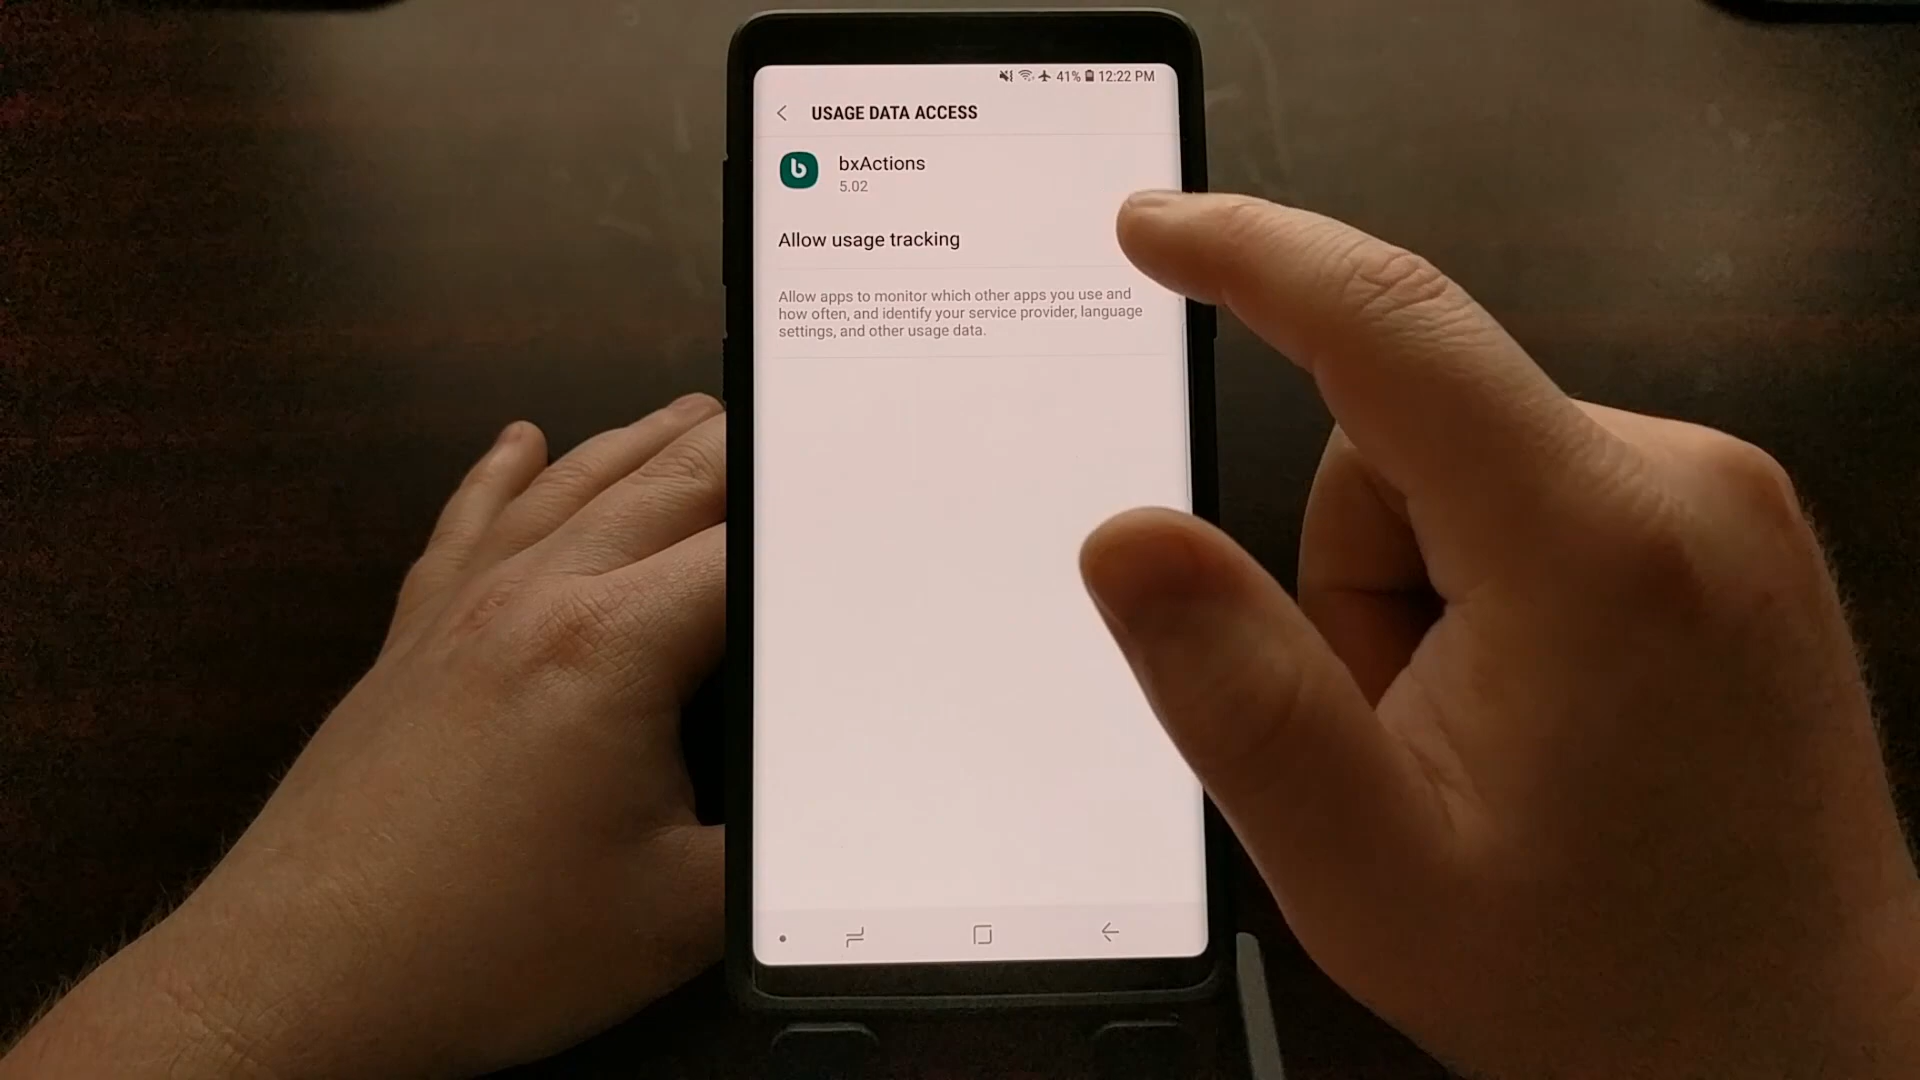 41% 12:22 PM
USAGE DATA ACCESS
b
bxActions
5.02
Allow usage tracking
Allow apps to monitor which other apps you use and
how often, and identify your service provider, language
settings, and other usage data.